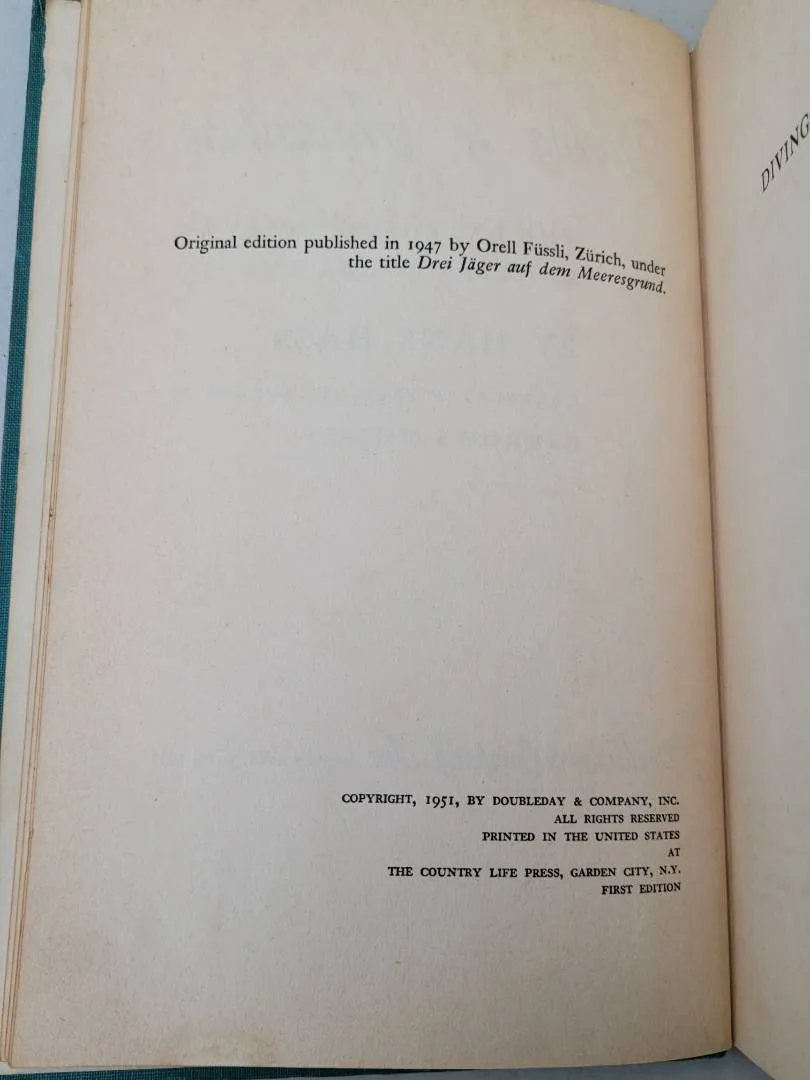 Original edition published in 1947 by Orell Füssli, Zürich, under
the title Drei Jäger auf dem Meeresgrund.
COPYRIGHT, 1951, BY DOUBLEDAY & COMPANY, INC.
ALL RIGHTS RESERVED
PRINTED IN THE UNITED STATES
AT
THE COUNTRY LIFE PRESS, GARDEN CITY, N.Y.
FIRST EDITION
DIVING